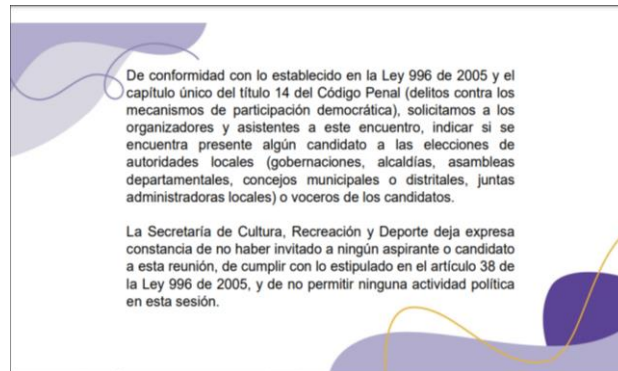 De conformidad con lo establecido en la Ley 996 de 2005 y el
capítulo único del título 14 del Código Penal (delitos contra los
mecanismos de participación democrática), solicitamos a los
organizadores y asistentes a este encuentro, indicar si se
encuentra presente algún candidato a las elecciones de
autoridades locales (gobernaciones, alcaldías, asambleas
departamentales, concejos municipales o distritales, juntas
administradoras locales) o voceros de los candidatos.
La Secretaría de Cultura, Recreación y Deporte deja expresa
constancia de no haber invitado a ningún aspirante o candidato
a esta reunión, de cumplir con lo estipulado en el artículo 38 de
la Ley 996 de 2005, y de no permitir ninguna actividad política
en esta sesión.